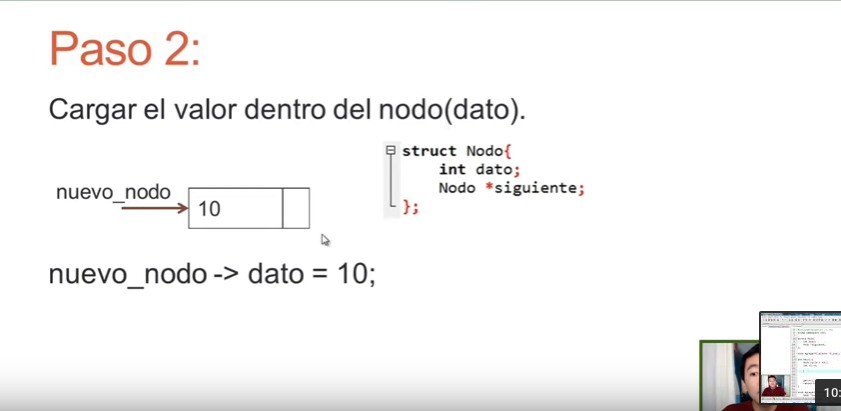 Paso 2:
Cargar el valor dentro del nodo(dato).
struct Nodo{
int dato;
Nodo *siguiente;
};
nuevo_nodo
10
nuevo_nodo -> dato = 10;
10: